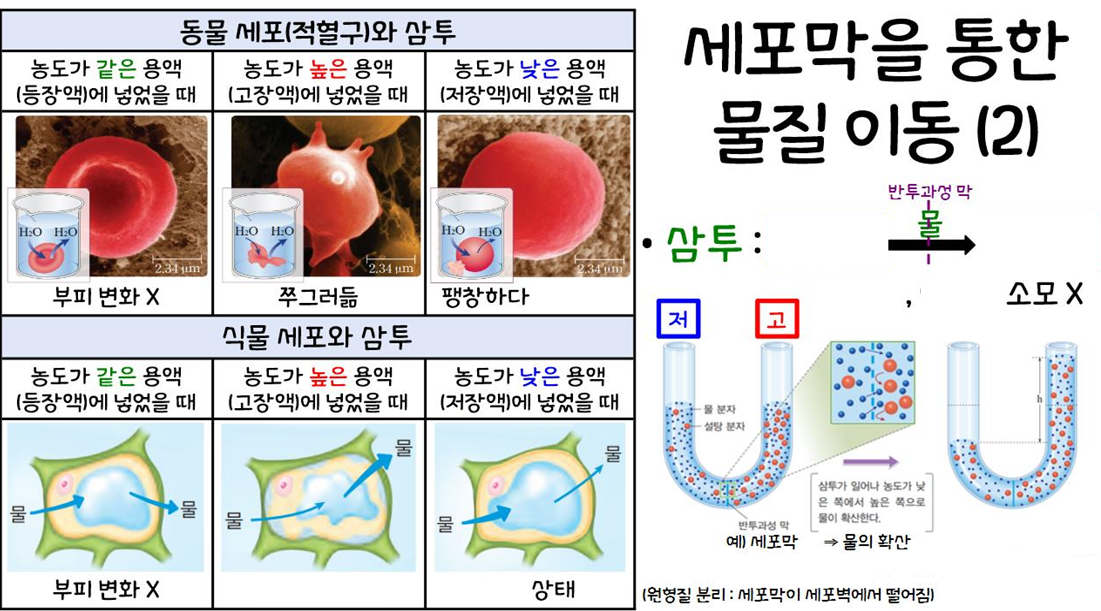 동물 세포(적혈구)와 삼투
농도가 같은 용액
(등장액)에 넣었을 때
농도가 높은 용액
(고장액)에 넣었을 때
농도가 낮은 용액
(저장액)에 넣었을 때
H₂O H₂O
2.34 μm
H₂O H₂O
2.34 μm
H₂O H₂O
2.34 μm
부피 변화 X
쭈그러듦
팽창하다
식물 세포와 삼투
농도가 같은 용액
(등장액)에 넣었을 때
농도가 높은 용액
(고장액)에 넣었을 때
농도가 낮은 용액
(저장액)에 넣었을 때
물 물
물 물
물 물
부피 변화 X
상태
세포막을 통한
물질 이동 (2)
반투과성 막
물
• 삼투 :
, 소모 X
저 고
물 분자
설탕 분자
h
삼투가 일어나 농도가 낮
은 쪽에서 높은 쪽으로
물이 확산한다.
반투과성 막
예) 세포막 ⇒ 물의 확산
(원형질 분리 : 세포막이 세포벽에서 떨어짐)